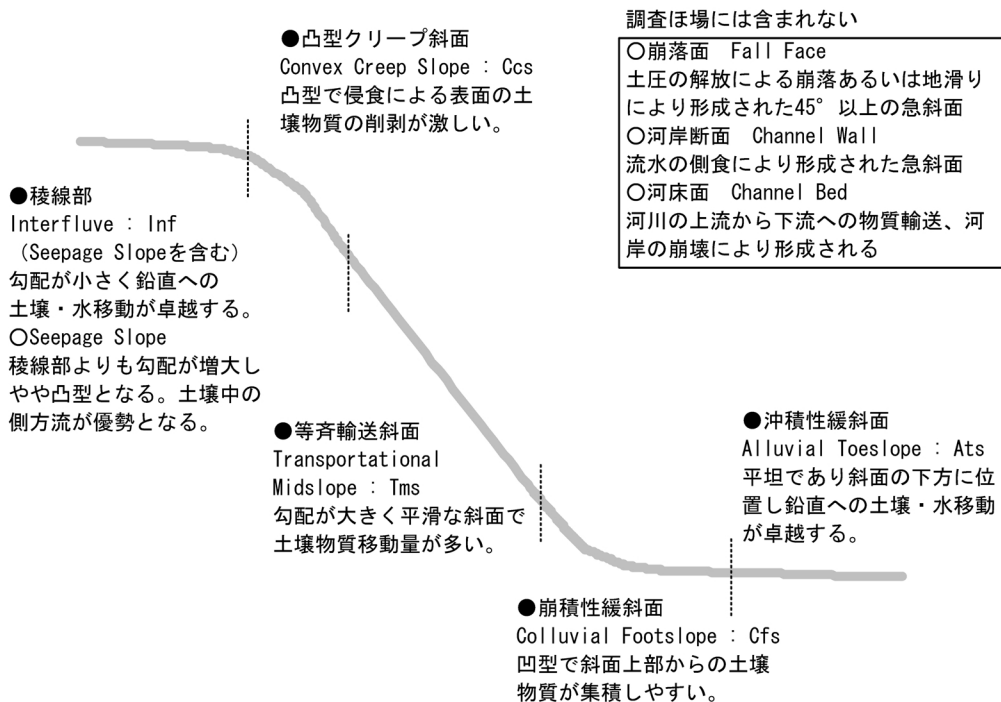 調査ほ場には含まれない
○崩落面　Fall Face
土圧の解放による崩落あるいは地滑り
により形成された45°以上の急斜面
○河岸断面　Channel Wall
流水の側食により形成された急斜面
○河床面　Channel Bed
河川の上流から下流への物質輸送、河
岸の崩壊により形成される
●凸型クリープ斜面
Convex Creep Slope : Ccs
凸型で侵食による表面の土
壌物質の削剥が激しい。
●稜線部
Interfluve : Inf
（Seepage Slopeを含む）
勾配が小さく鉛直への
土壌・水移動が卓越する。
○Seepage Slope
稜線部よりも勾配が増大し
やや凸型となる。土壌中の
側方流が優勢となる。
●等斉輸送斜面
Transportational
Midslope : Tms
勾配が大きく平滑な斜面で
土壌物質移動量が多い。
●沖積性緩斜面
Alluvial Toeslope : Ats
平坦であり斜面の下方に位
置し鉛直への土壌・水移動
が卓越する。
●崩積性緩斜面
Colluvial Footslope : Cfs
凹型で斜面上部からの土壌
物質が集積しやすい。